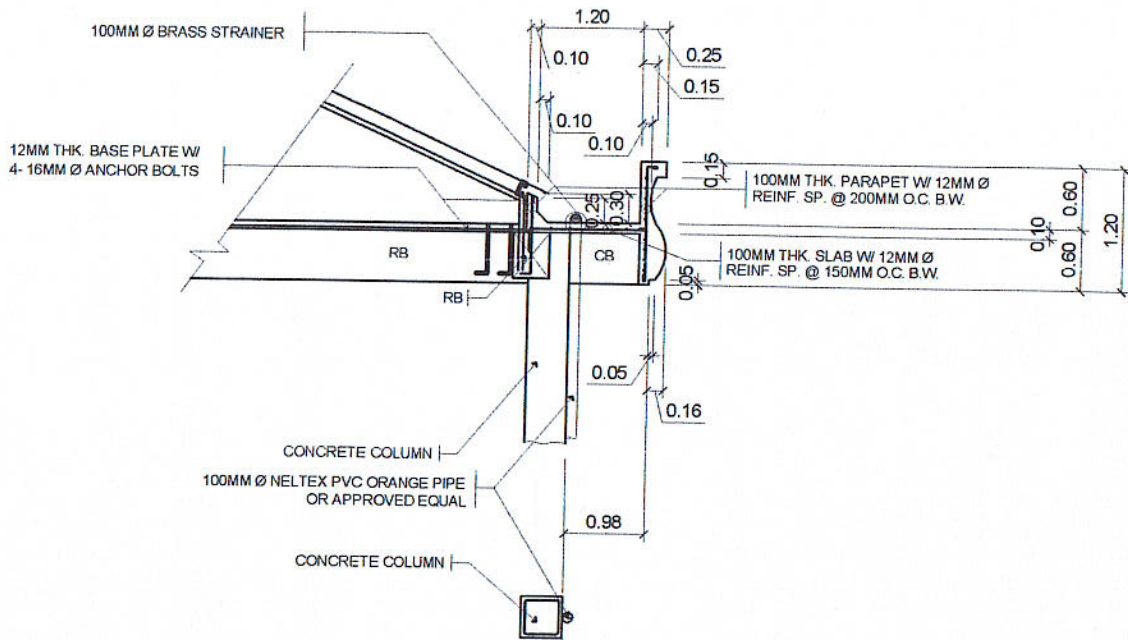 100MM Ø BRASS STRAINER
1.20
0.10
0.25
0.15
0.10
0.10
12MM THK. BASE PLATE W/
4- 16MM Ø ANCHOR BOLTS
0.15
100MM THK. PARAPET W/ 12MM Ø
REINF. SP. @ 200MM O.C. B.W.
0.60
0.25
0.30
0.10
1.20
RB
CB
100MM THK. SLAB W/ 12MM Ø
REINF. SP. @ 150MM O.C. B.W.
0.60
0.05
RB
0.05
0.16
CONCRETE COLUMN
100MM Ø NELTEX PVC ORANGE PIPE
OR APPROVED EQUAL
0.98
CONCRETE COLUMN